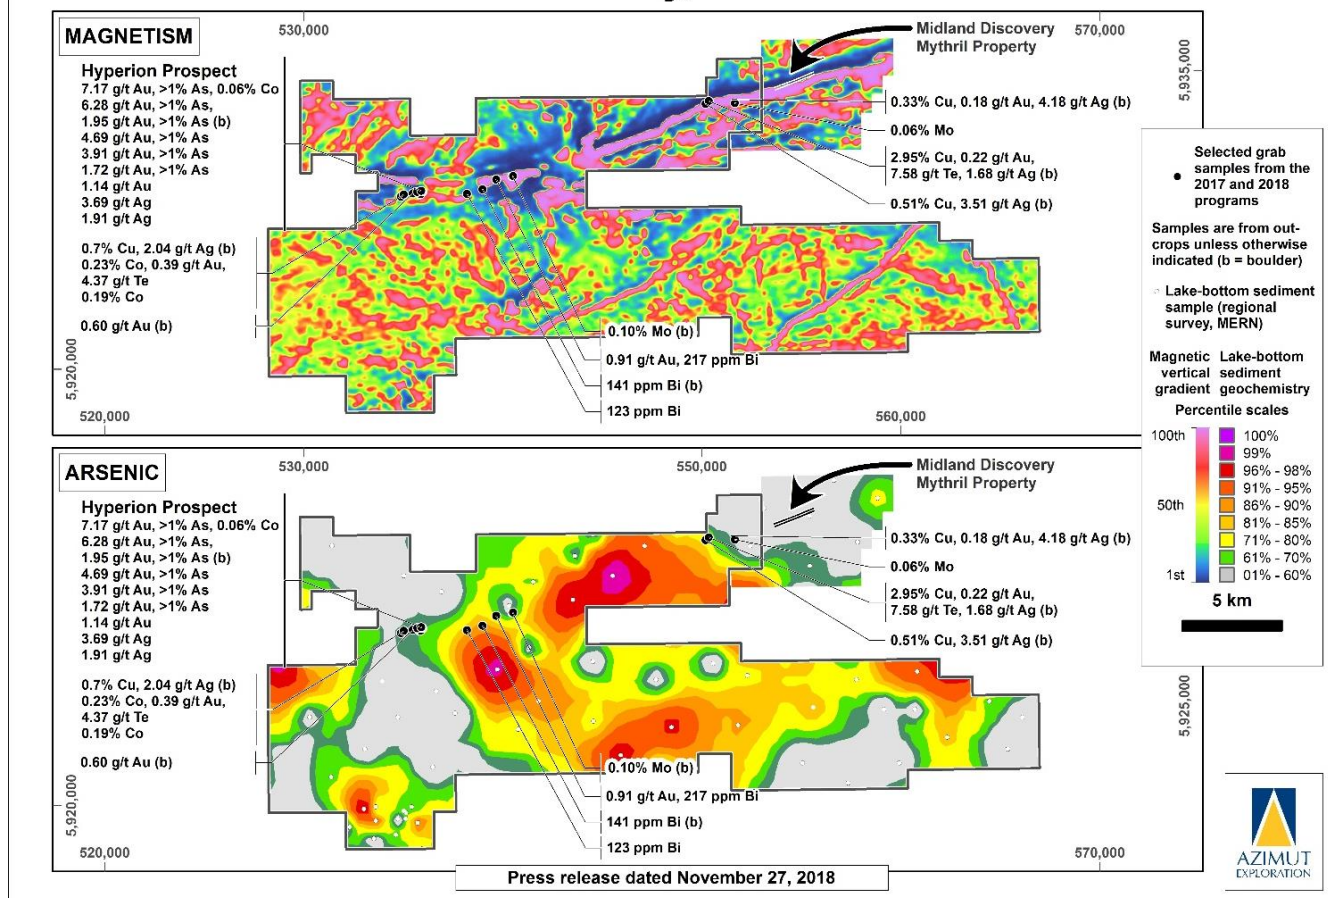 MAGNETISM
530,000
570,000
5,935,000
Midland Discovery
Mythril Property
Hyperion Prospect
7.17 g/t Au, >1% As, 0.06% Co
6.28 g/t Au, >1% As,
1.95 g/t Au, >1% As (b)
4.69 g/t Au, >1% As
3.91 g/t Au, >1% As
1.72 g/t Au, >1% As
1.14 g/t Au
3.69 g/t Ag
1.91 g/t Ag
0.7% Cu, 2.04 g/t Ag (b)
0.23% Co, 0.39 g/t Au,
4.37 g/t Te
0.19% Co
0.60 g/t Au (b)
0.33% Cu, 0.18 g/t Au, 4.18 g/t Ag (b)
0.06% Mo
2.95% Cu, 0.22 g/t Au,
7.58 g/t Te, 1.68 g/t Ag (b)
0.51% Cu, 3.51 g/t Ag (b)
0.10% Mo (b)
0.91 g/t Au, 217 ppm Bi
141 ppm Bi (b)
123 ppm Bi
5,920,000
520,000
560,000
Selected grab
samples from the
2017 and 2018
programs
Samples are from out-
crops unless otherwise
indicated (b = boulder)
Lake-bottom sediment
sample (regional
survey, MERN)
Magnetic
vertical
gradient
Lake-bottom
sediment
geochemistry
Percentile scales
100th
50th
1st
100%
99%
96% - 98%
91% - 95%
86% - 90%
81% - 85%
71% - 80%
61% - 70%
01% - 60%
5 km
ARSENIC
530,000
550,000
Midland Discovery
Mythril Property
Hyperion Prospect
7.17 g/t Au, >1% As, 0.06% Co
6.28 g/t Au, >1% As,
1.95 g/t Au, >1% As (b)
4.69 g/t Au, >1% As
3.91 g/t Au, >1% As
1.72 g/t Au, >1% As
1.14 g/t Au
3.69 g/t Ag
1.91 g/t Ag
0.7% Cu, 2.04 g/t Ag (b)
0.23% Co, 0.39 g/t Au,
4.37 g/t Te
0.19% Co
0.60 g/t Au (b)
0.33% Cu, 0.18 g/t Au, 4.18 g/t Ag (b)
0.06% Mo
2.95% Cu, 0.22 g/t Au,
7.58 g/t Te, 1.68 g/t Ag (b)
0.51% Cu, 3.51 g/t Ag (b)
0.10% Mo (b)
0.91 g/t Au, 217 ppm Bi
141 ppm Bi (b)
123 ppm Bi
5,925,000
5,920,000
520,000
570,000
Press release dated November 27, 2018
AZIMUT
EXPLORATION